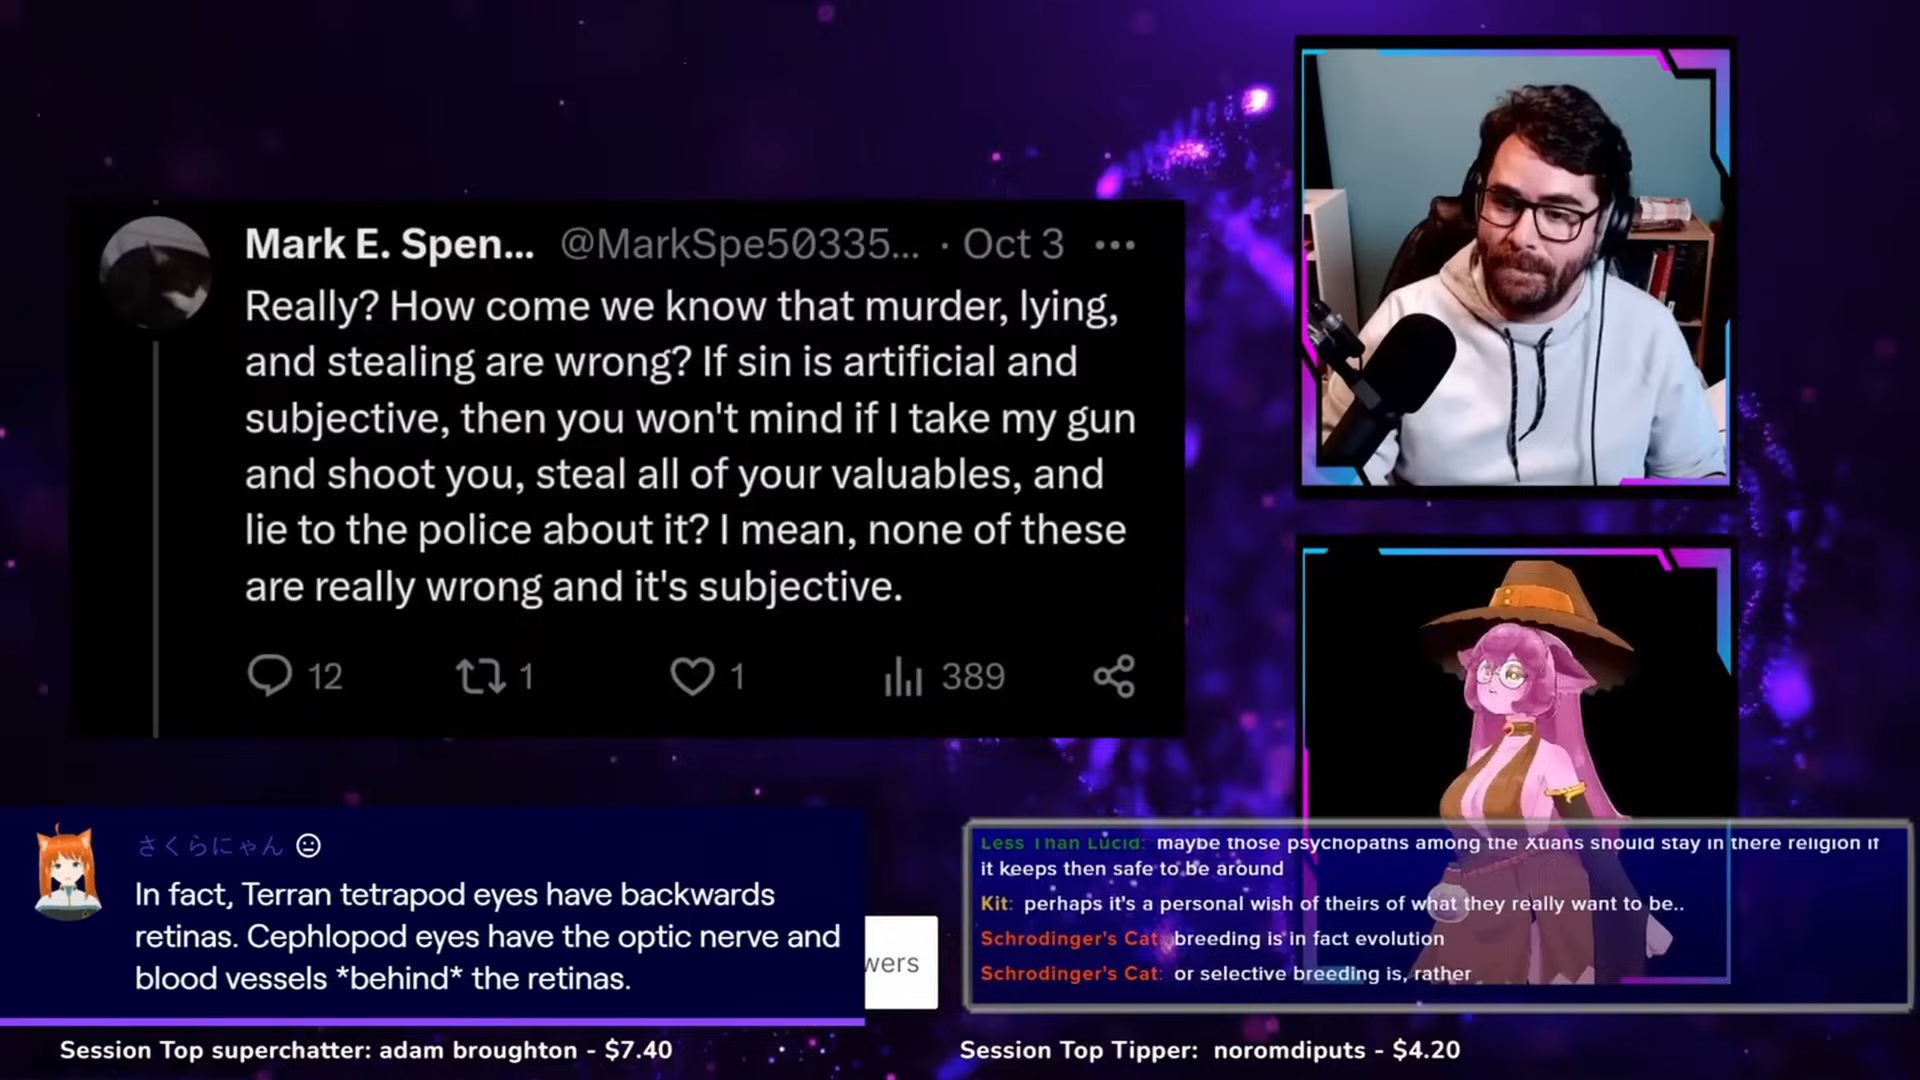 Mark E. Spen... @MarkSpe50335... · Oct 3 ...
Really? How come we know that murder, lying,
and stealing are wrong? If sin is artificial and
subjective, then you won't mind if I take my gun
and shoot you, steal all of your valuables, and
lie to the police about it? I mean, none of these
are really wrong and it's subjective.
12 1 1 389
さくらにゃん
In fact, Terran tetrapod eyes have backwards
retinas. Cephlopod eyes have the optic nerve and
blood vessels *behind* the retinas.
wers
Less Than Lucid: maybe those psychopaths among the Xtians should stay in there religion if
it keeps then safe to be around
Kit: perhaps it's a personal wish of theirs of what they really want to be..
Schrodinger's Cat: breeding is in fact evolution
Schrodinger's Cat: or selective breeding is, rather
Session Top superchatter: adam broughton - $7.40
Session Top Tipper: noromdiputs - $4.20